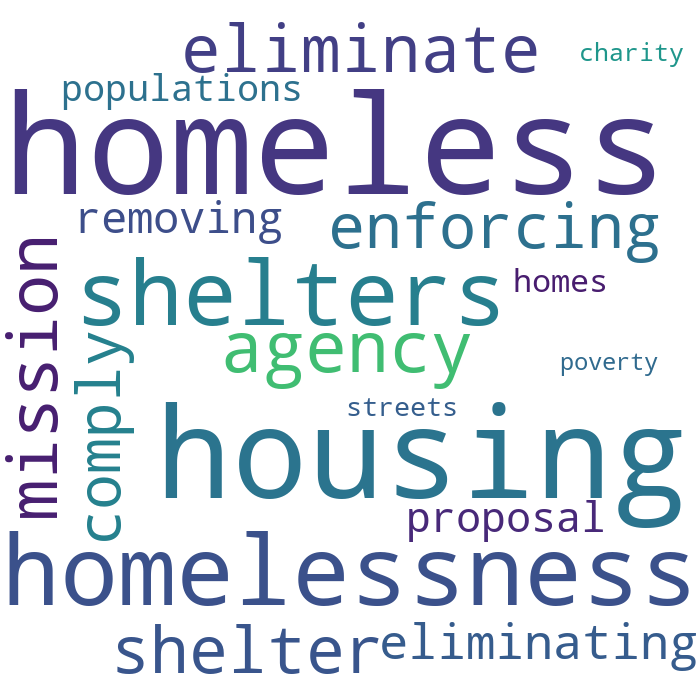 eliminate
charity
populations
homeless
removing
enforcing
mission
shelters
homes
agency
comply
poverty
streets
housing
proposal
homelessness
shelter
eliminating